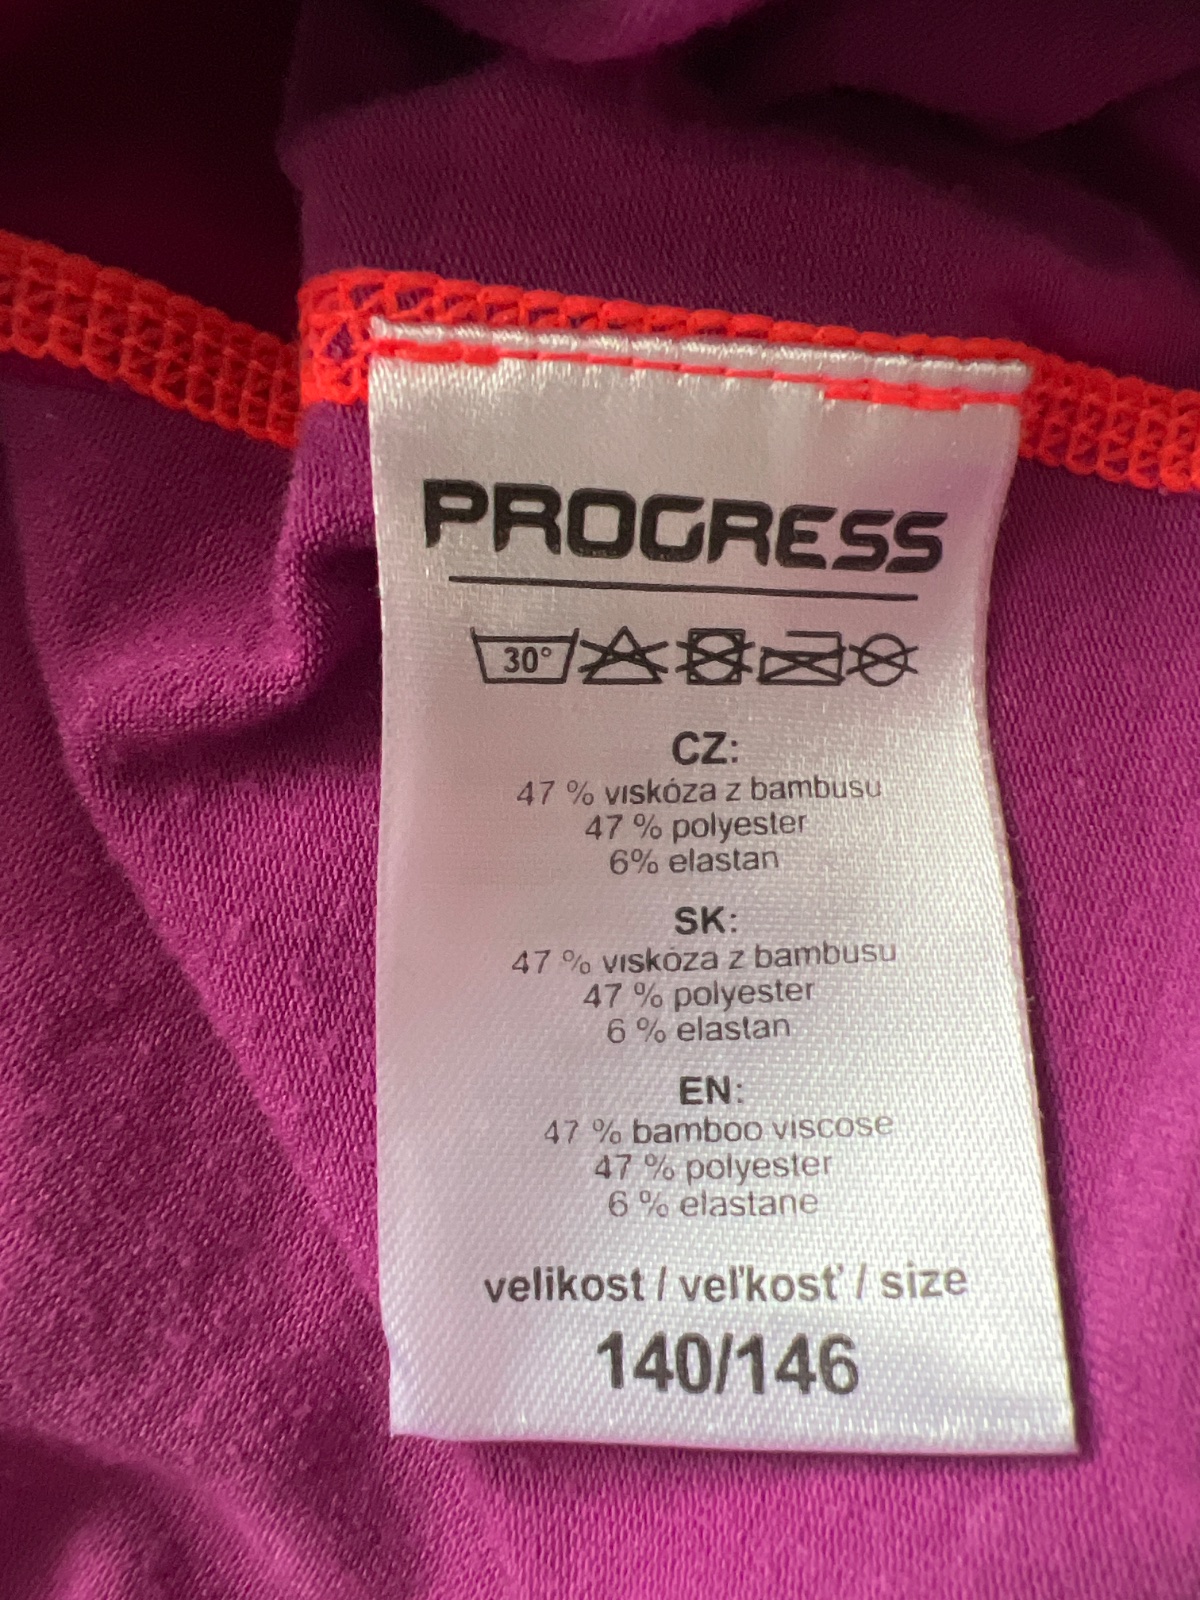 PROGRESS
30°
CZ:
47 % viskóza z bambusu
47 % polyester
6% elastan
SK:
47 % viskóza z bambusu
47 % polyester
6 % elastan
EN:
47 % bamboo viscose
47 % polyester
6 % elastane
velikost / veľkosť / size
140/146